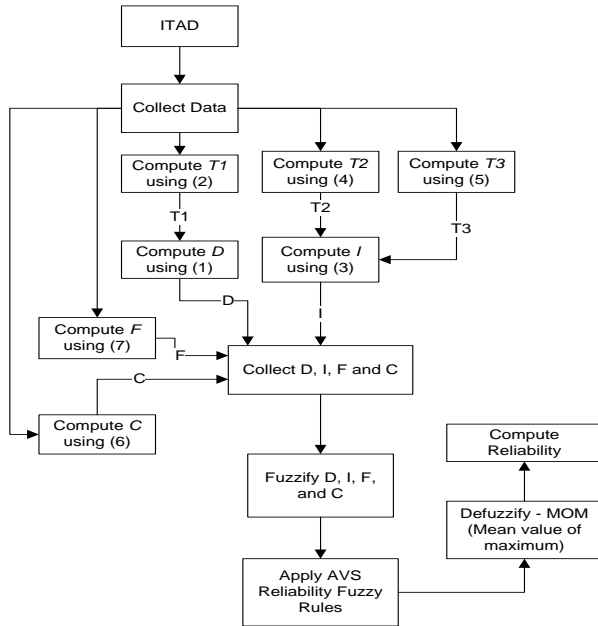 ITAD
Collect Data
Compute T1
using (2)
Compute T2
using (4)
Compute T3
using (5)
T1
T2
T3
Compute D
using (1)
Compute I
using (3)
D
I
Compute F
using (7)
F
Collect D, I, F and C
C
Compute C
using (6)
Compute
Reliability
Fuzzify D, I, F,
and C
Defuzzify - MOM
(Mean value of
maximum)
Apply AVS
Reliability Fuzzy
Rules